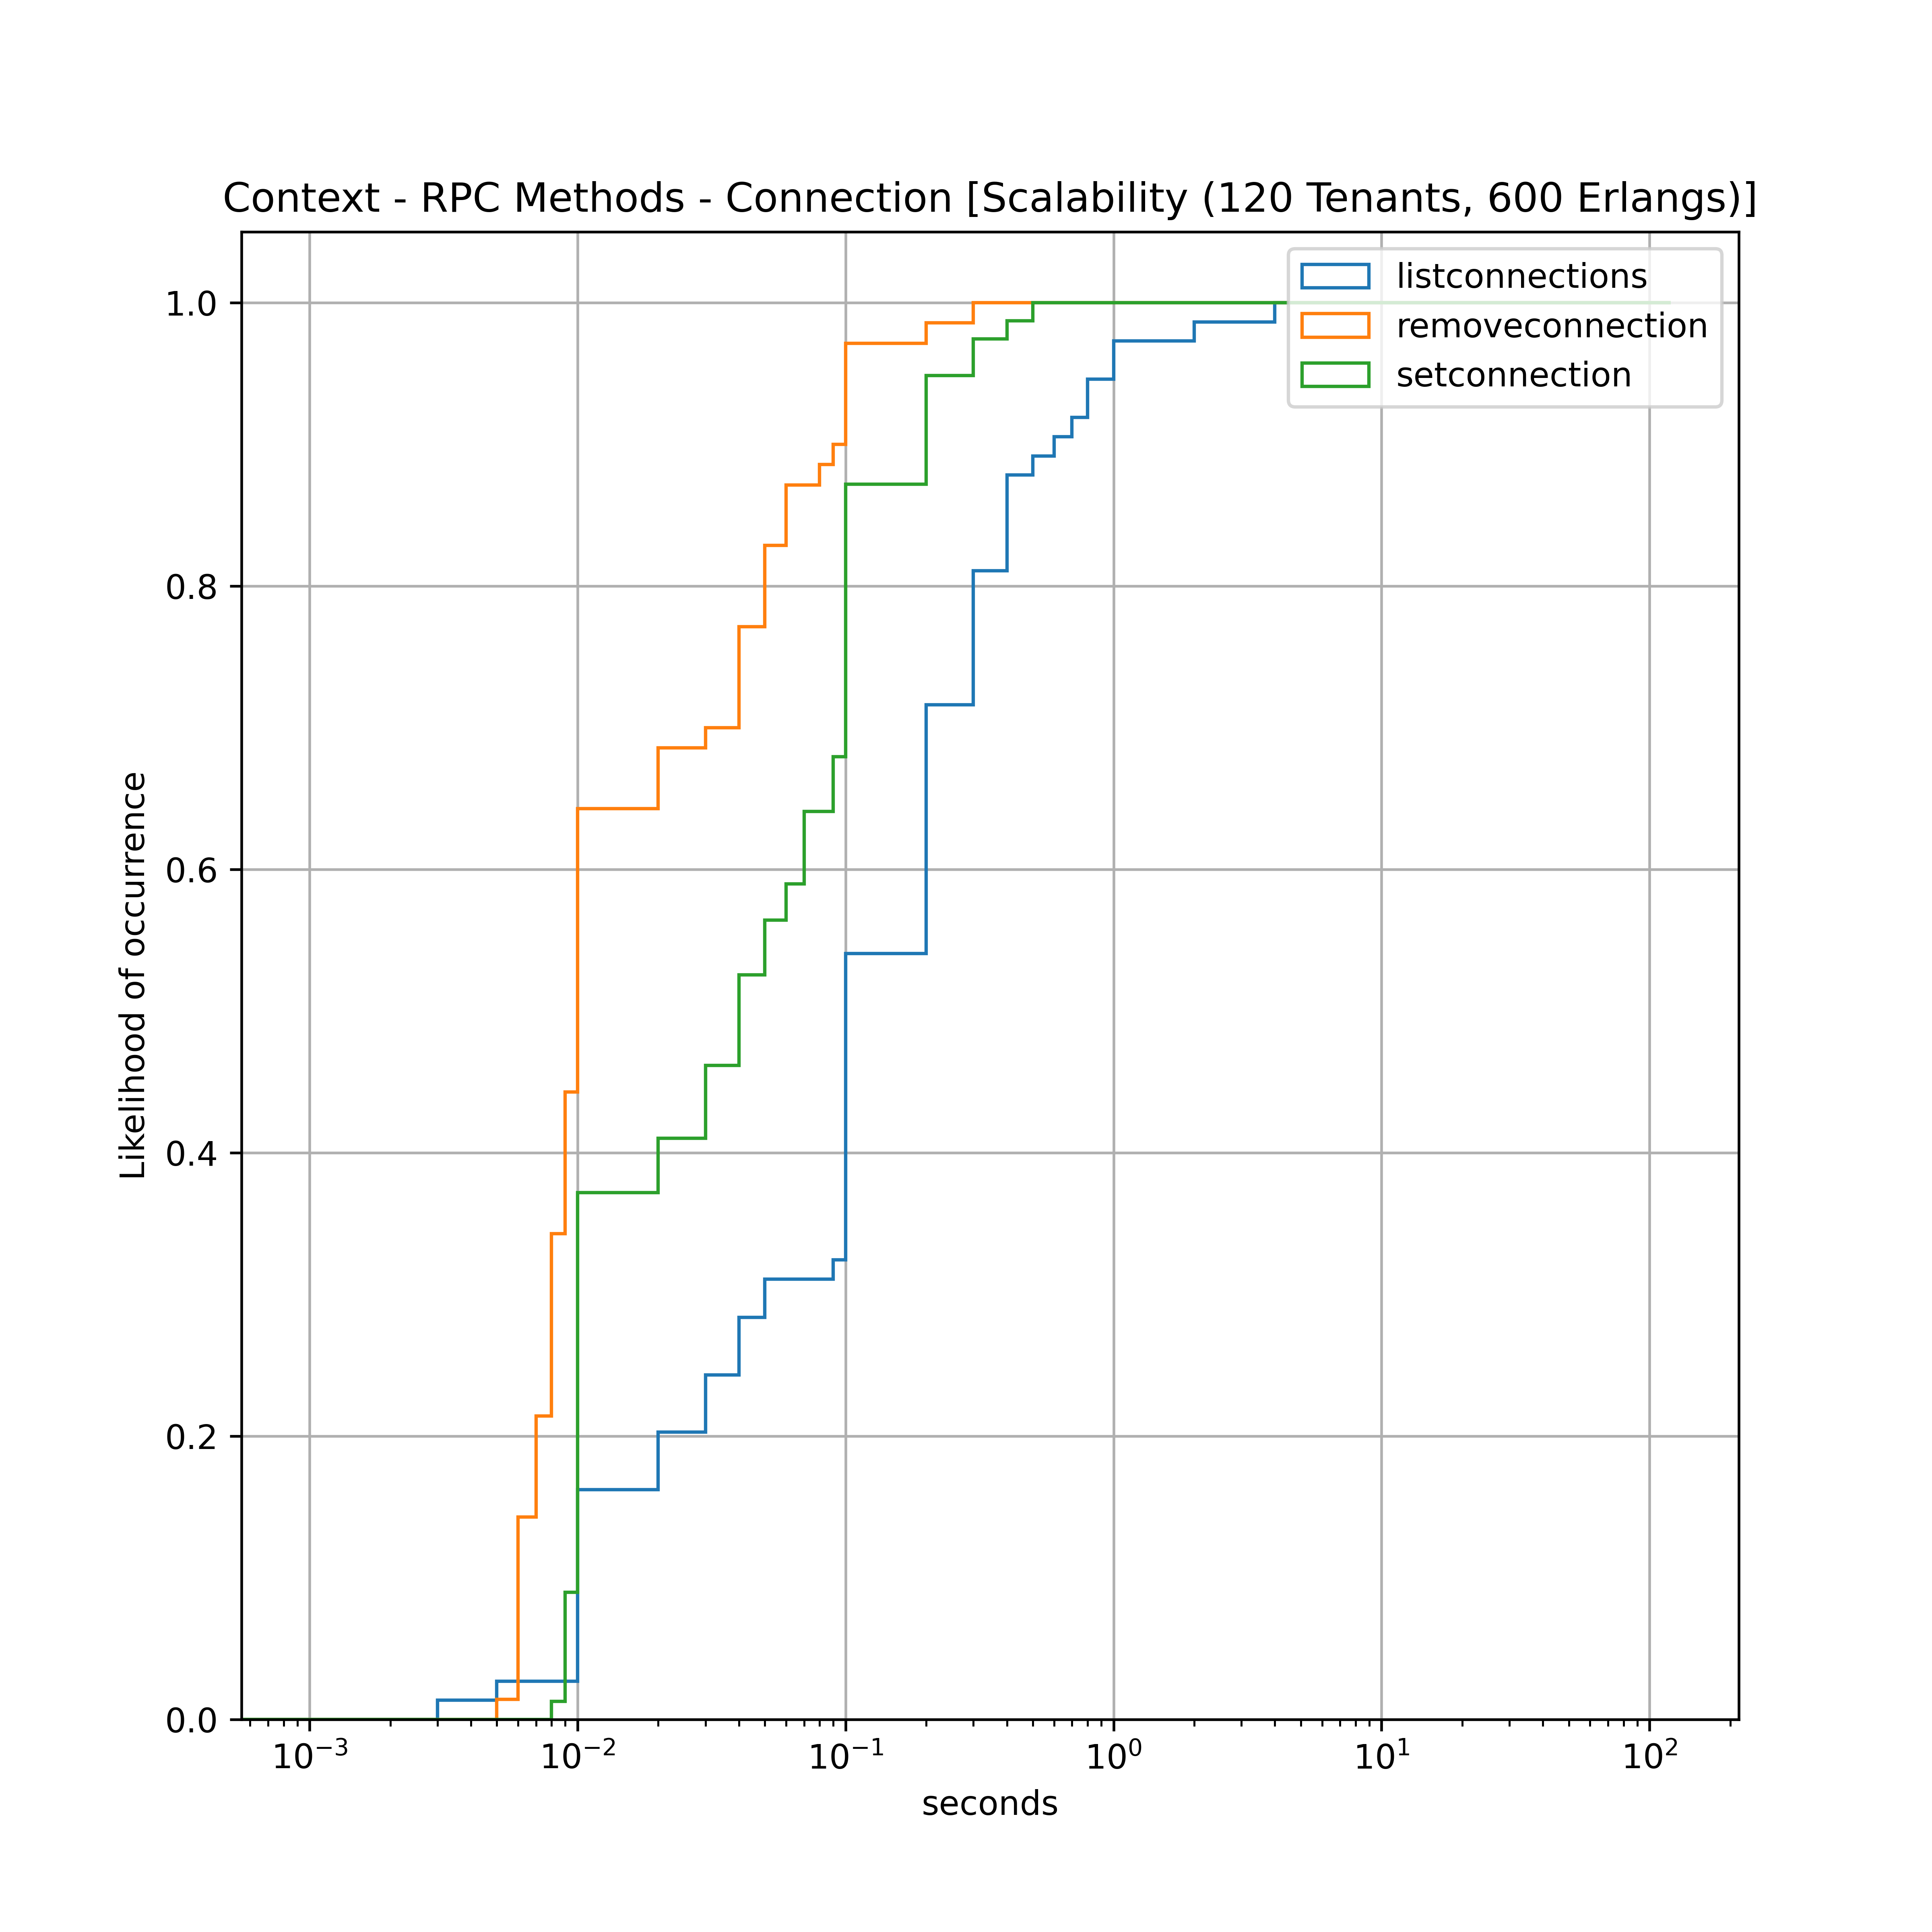 Context - RPC Methods - Connection [Scalability (120 Tenants, 600 Erlangs)]
listconnections
removeconnection
setconnection
1.0
0.8
0.6
0.4
0.2
0.0
Likelihood of occurrence
10⁻³ 10⁻² 10⁻¹ 10⁰ 10¹ 10²
seconds